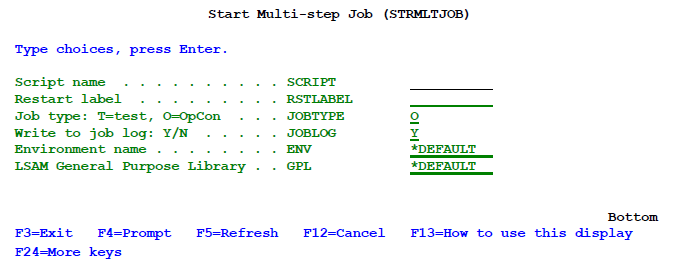 Start Multi-step Job (STRMLTJOB)
Type choices, press Enter.
Script name  . . . . . . . . . . SCRIPT
Restart label  . . . . . . . . . RSTLABEL
Job type: T=test, O=OpCon  . . . JOBTYPE        O
Write to job log: Y/N  . . . . . JOBLOG         Y
Environment name . . . . . . . . ENV            *DEFAULT
LSAM General Purpose Library . . GPL            *DEFAULT
Bottom
F3=Exit   F4=Prompt   F5=Refresh   F12=Cancel   F13=How to use this display
F24=More keys